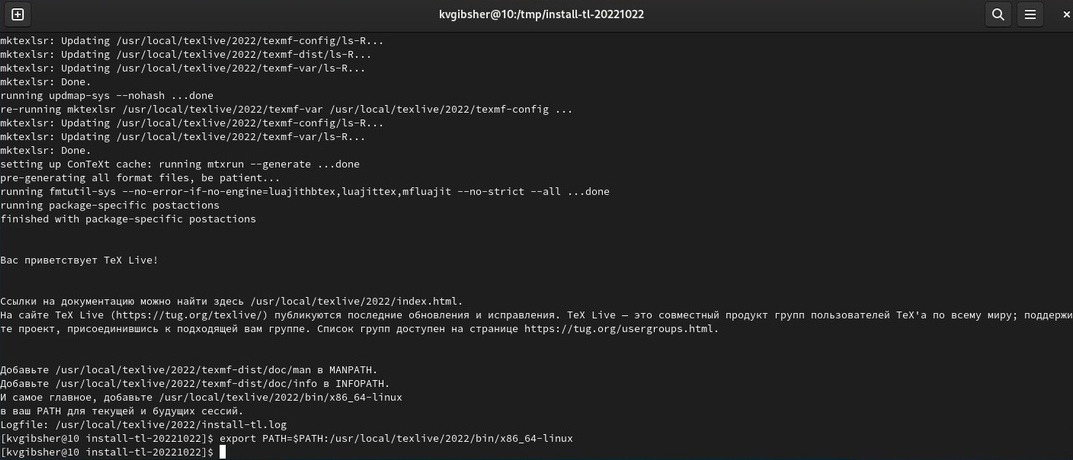 kvgibsher@10:/tmp/install-tl-20221022
mktexlsr: Updating /usr/local/texlive/2022/texmf-config/ls-R...
mktexlsr: Updating /usr/local/texlive/2022/texmf-dist/ls-R...
mktexlsr: Updating /usr/local/texlive/2022/texmf-var/ls-R...
mktexlsr: Done.
running updmap-sys --nohash ...done
re-running mktexlsr /usr/local/texlive/2022/texmf-var /usr/local/texlive/2022/texmf-config ...
mktexlsr: Updating /usr/local/texlive/2022/texmf-config/ls-R...
mktexlsr: Updating /usr/local/texlive/2022/texmf-var/ls-R...
mktexlsr: Done.
setting up ConTeXt cache: running mtxrun --generate ...done
pre-generating all format files, be patient...
running fmtutil-sys --no-error-if-no-engine=luajithbtex,luajittex,mfluajit --no-strict --all ...done
running package-specific postactions
finished with package-specific postactions
Вас приветствует TeX Live!
Ссылки на документацию можно найти здесь /usr/local/texlive/2022/index.html.
На сайте TeX Live (https://tug.org/texlive/) публикуются последние обновления и исправления. TeX Live — это совместный продукт групп пользователей TeX'а по всему миру; поддержи
те проект, присоединившись к подходящей вам группе. Список групп доступен на странице https://tug.org/usergroups.html.
Добавьте /usr/local/texlive/2022/texmf-dist/doc/man в MANPATH.
Добавьте /usr/local/texlive/2022/texmf-dist/doc/info в INFOPATH.
И самое главное, добавьте /usr/local/texlive/2022/bin/x86_64-linux
в ваш PATH для текущей и будущих сессий.
Logfile: /usr/local/texlive/2022/install-tl.log
[kvgibsher@10 install-tl-20221022]$ export PATH=$PATH:/usr/local/texlive/2022/bin/x86_64-linux
[kvgibsher@10 install-tl-20221022]$